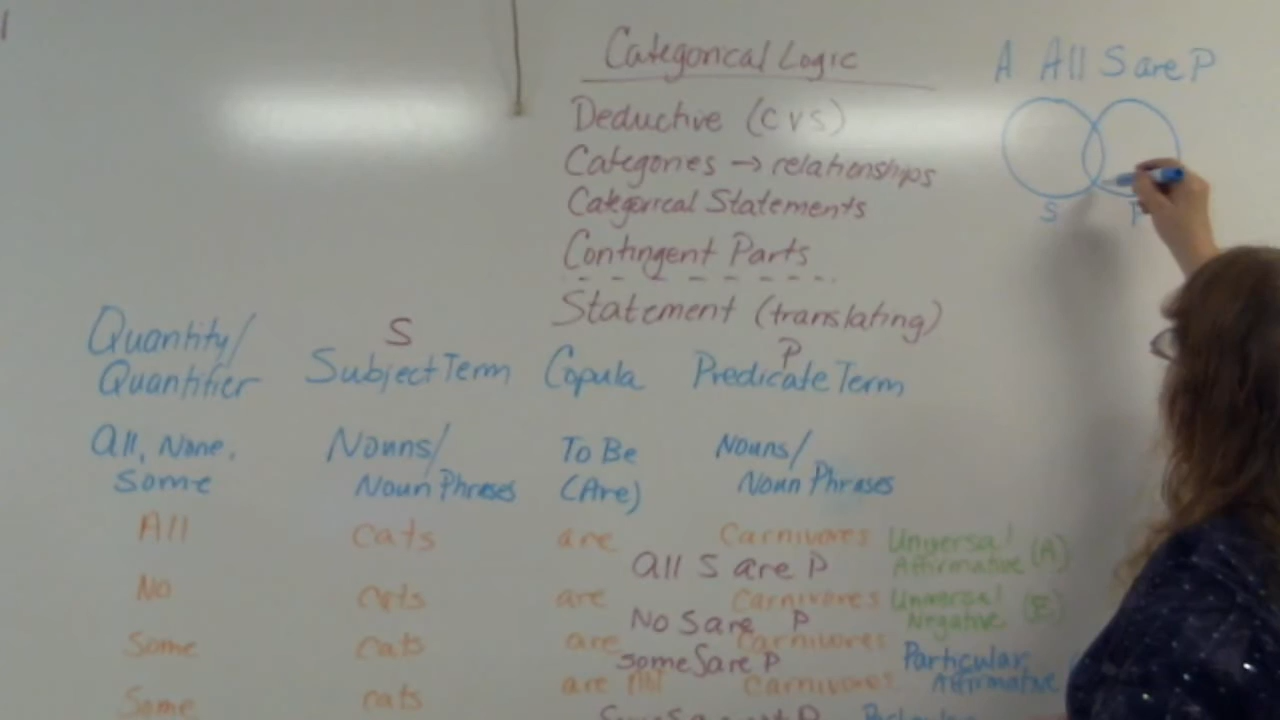 Categorical Logic
Deductive (CVS)
Categories → relationships
Categorical Statements
Contingent Parts
Statement (translating)
A All S are P
S P
Quantity/ Quantifier
S Subject Term
Copula
P Predicate Term
All, None, Some
Nouns/ Noun Phrases
To Be (Are)
Nouns/ Noun Phrases
All cats are Carnivores Universal Affirmative (A)
All S are P
No cats are Carnivores Universal Negative (E)
No S are P
Some cats are Carnivores Particular Affirmative
Some S are P
Some cats are Carnivores